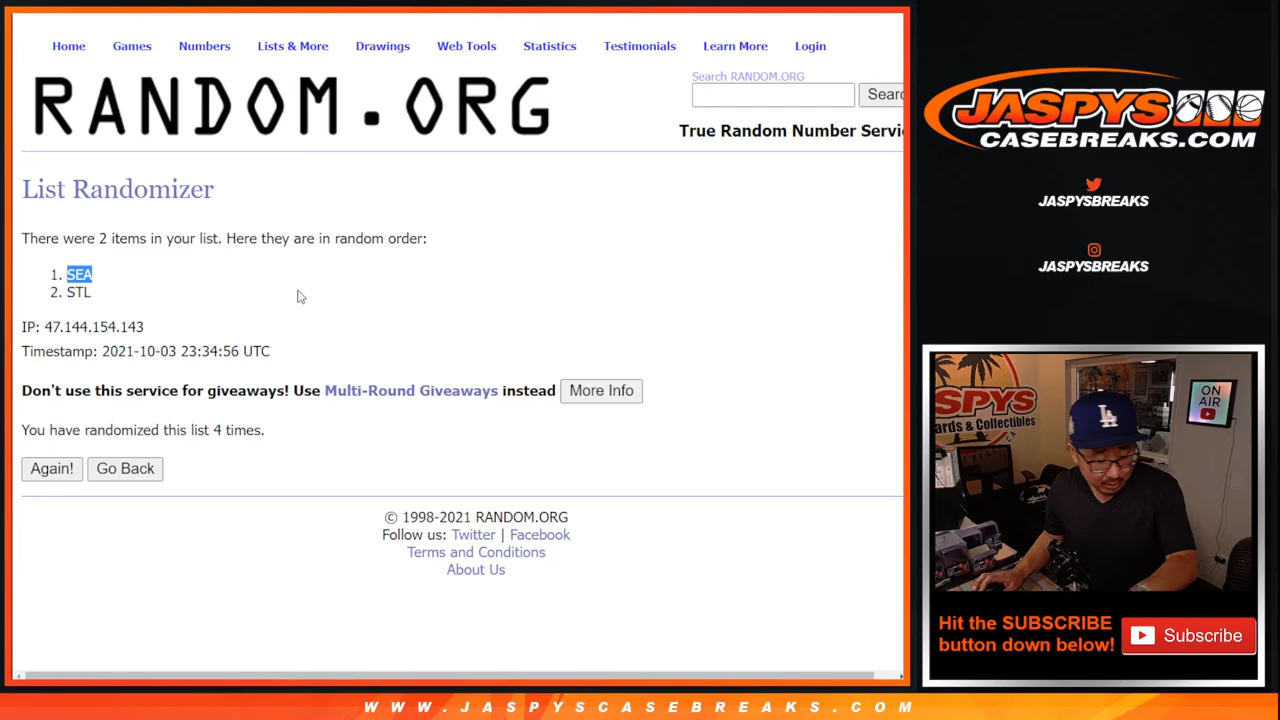 Home Games Numbers Lists & More Drawings Web Tools Statistics Testimonials Learn More Login
RANDOM.ORG
Search RANDOM.ORG
Searc
True Random Number Servi
List Randomizer
There were 2 items in your list. Here they are in random order:
1. SEA
2. STL
IP: 47.144.154.143
Timestamp: 2021-10-03 23:34:56 UTC
Don't use this service for giveaways! Use Multi-Round Giveaways instead More Info
You have randomized this list 4 times.
Again! Go Back
© 1998-2021 RANDOM.ORG
Follow us: Twitter | Facebook
Terms and Conditions
About Us
JASPYS
CASEBREAKS.COM
JASPYSBREAKS
JASPYSBREAKS
SPYS
ards & Collectibles
ON
AIR
LA
Hit the SUBSCRIBE
button down below!
Subscribe
WWW.JASPYSCASEBREAKS.COM